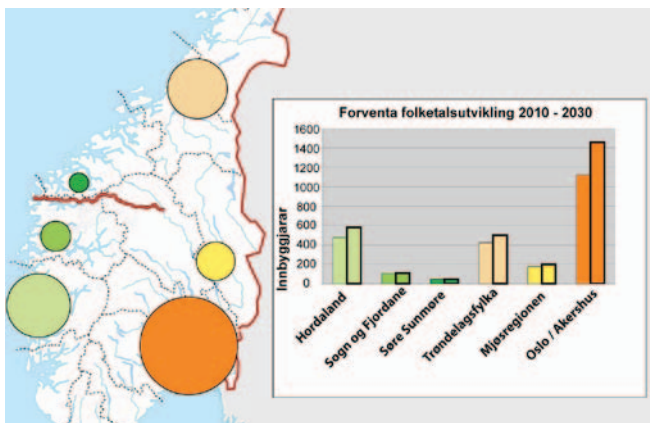 Forventa folketalsutvikling 2010 - 2030
Innbyggjarar
1600
1400
1200
1000
800
600
400
200
0
Hordaland
Sogn og Fjordane
Søre Sunmøre
Trøndelagsfylka
Mjøsregionen
Oslo / Akershus